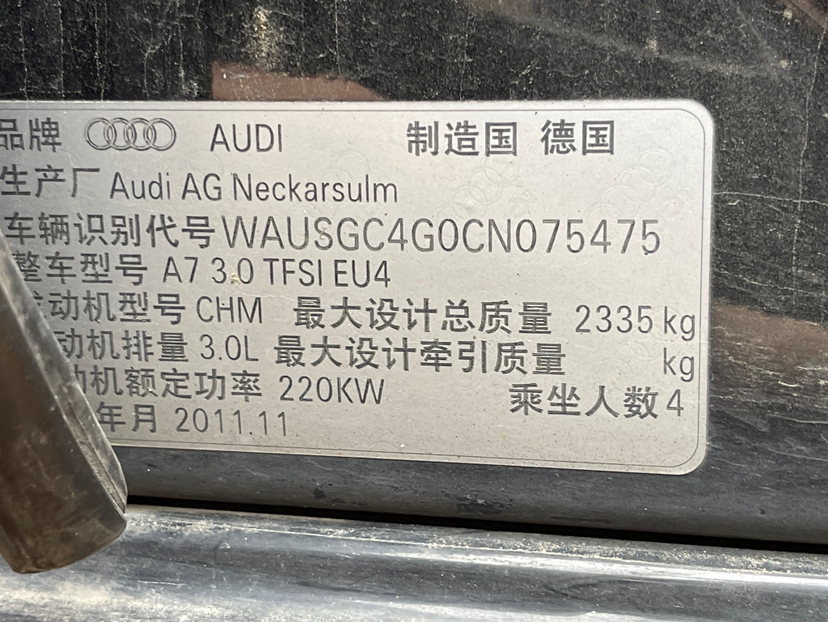 品牌 AUDI 制造国 德国
生产厂 Audi AG Neckarsulm
车辆识别代号 WAUSGC4G0CN075475
整车型号 A7 3.0 TFSI EU4
发动机型号 CHM 最大设计总质量 2335 kg
动机排量 3.0L 最大设计牵引质量 kg
动机额定功率 220KW 乘坐人数 4
年月 2011.11